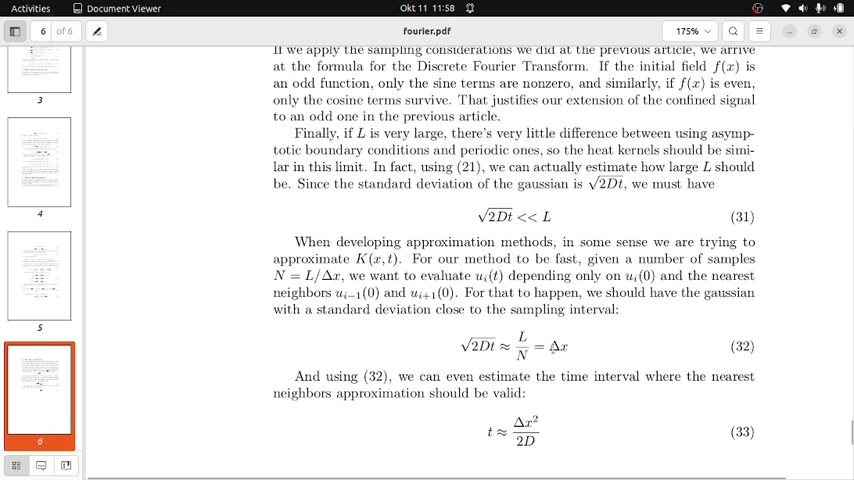 Activities
Document Viewer
Okt 11 11:58
6 of 6
fourier.pdf
175%
3
4
5
6
If we apply the sampling considerations we did at the previous article, we arrive
at the formula for the Discrete Fourier Transform. If the initial field f(x) is
an odd function, only the sine terms are nonzero, and similarly, if f(x) is even,
only the cosine terms survive. That justifies our extension of the confined signal
to an odd one in the previous article.
Finally, if L is very large, there's very little difference between using asymp-
totic boundary conditions and periodic ones, so the heat kernels should be simi-
lar in this limit. In fact, using (21), we can actually estimate how large L should
be. Since the standard deviation of the gaussian is √2Dt, we must have
√2Dt << L (31)
When developing approximation methods, in some sense we are trying to
approximate K(x, t). For our method to be fast, given a number of samples
N = L/Δx, we want to evaluate uᵢ(t) depending only on uᵢ(0) and the nearest
neighbors uᵢ₋₁(0) and uᵢ₊₁(0). For that to happen, we should have the gaussian
with a standard deviation close to the sampling interval:
√2Dt ≈ L/N = Δx (32)
And using (32), we can even estimate the time interval where the nearest
neighbors approximation should be valid:
t ≈ Δx²/2D (33)